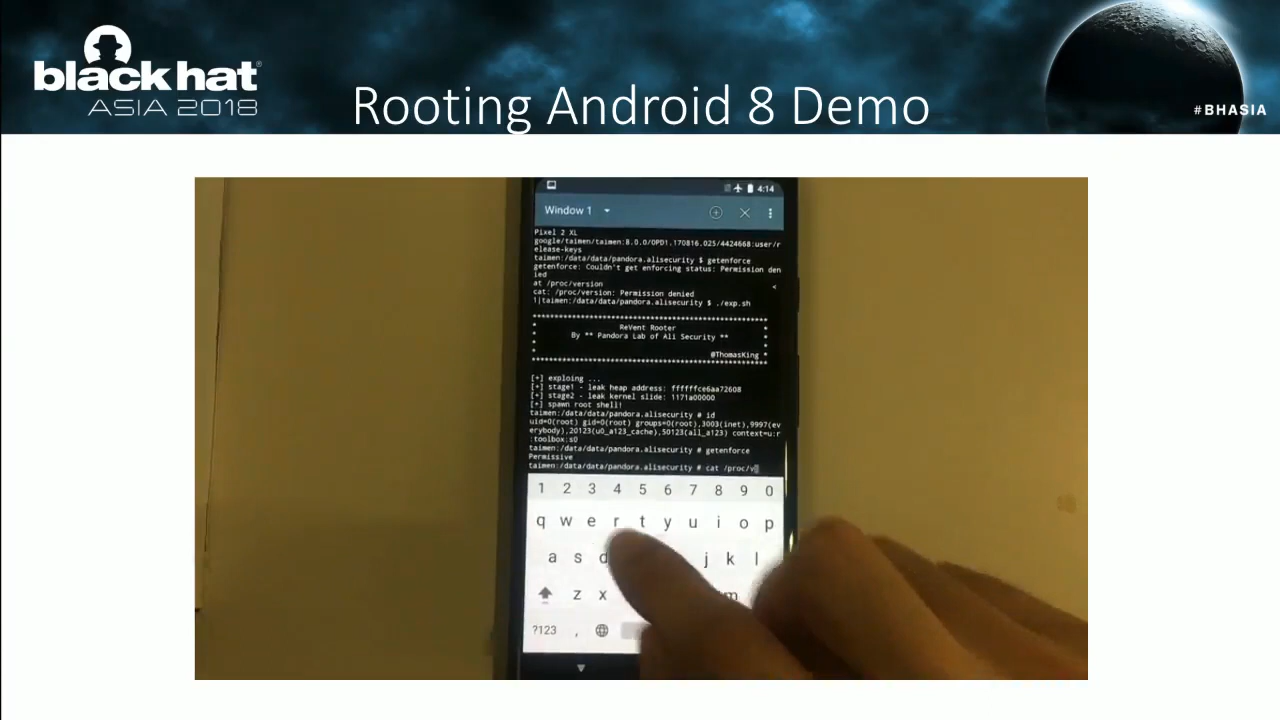 black hat®
ASIA 2018
Rooting Android 8 Demo
#BHASIA
4:14
Window 1
Pixel 2 XL
google/taimen/taimen:8.0.0/OPD1.170816.025/4424668:user/r
elease-keys
taimen:/data/data/pandora.alisecurity $ getenforce
getenforce: Couldn't get enforcing status: Permission den
ied
at /proc/version <
cat: /proc/version: Permission denied
1|taimen:/data/data/pandora.alisecurity $ ./exp.sh
*****************************************************
* ReVent Rooter *
* By ** Pandora Lab of Ali Security ** *
* @ThomasKing *
*****************************************************
[+] exploing ...
[+] stage1 - leak heap address: ffffffce6aa72608
[+] stage2 - leak kernel slide: 1171a00000
[+] spawn root shell!
taimen:/data/data/pandora.alisecurity # id
uid=0(root) gid=0(root) groups=0(root),3003(inet),9997(ev
erybody),20123(u0_a123_cache),50123(all_a123) context=u:r
:toolbox:s0
taimen:/data/data/pandora.alisecurity # getenforce
Permissive
taimen:/data/data/pandora.alisecurity # cat /proc/v
1 2 3 4 5 6 7 8 9 0
q w e r t y u i o p
a s d j k l
z x m
?123 ,